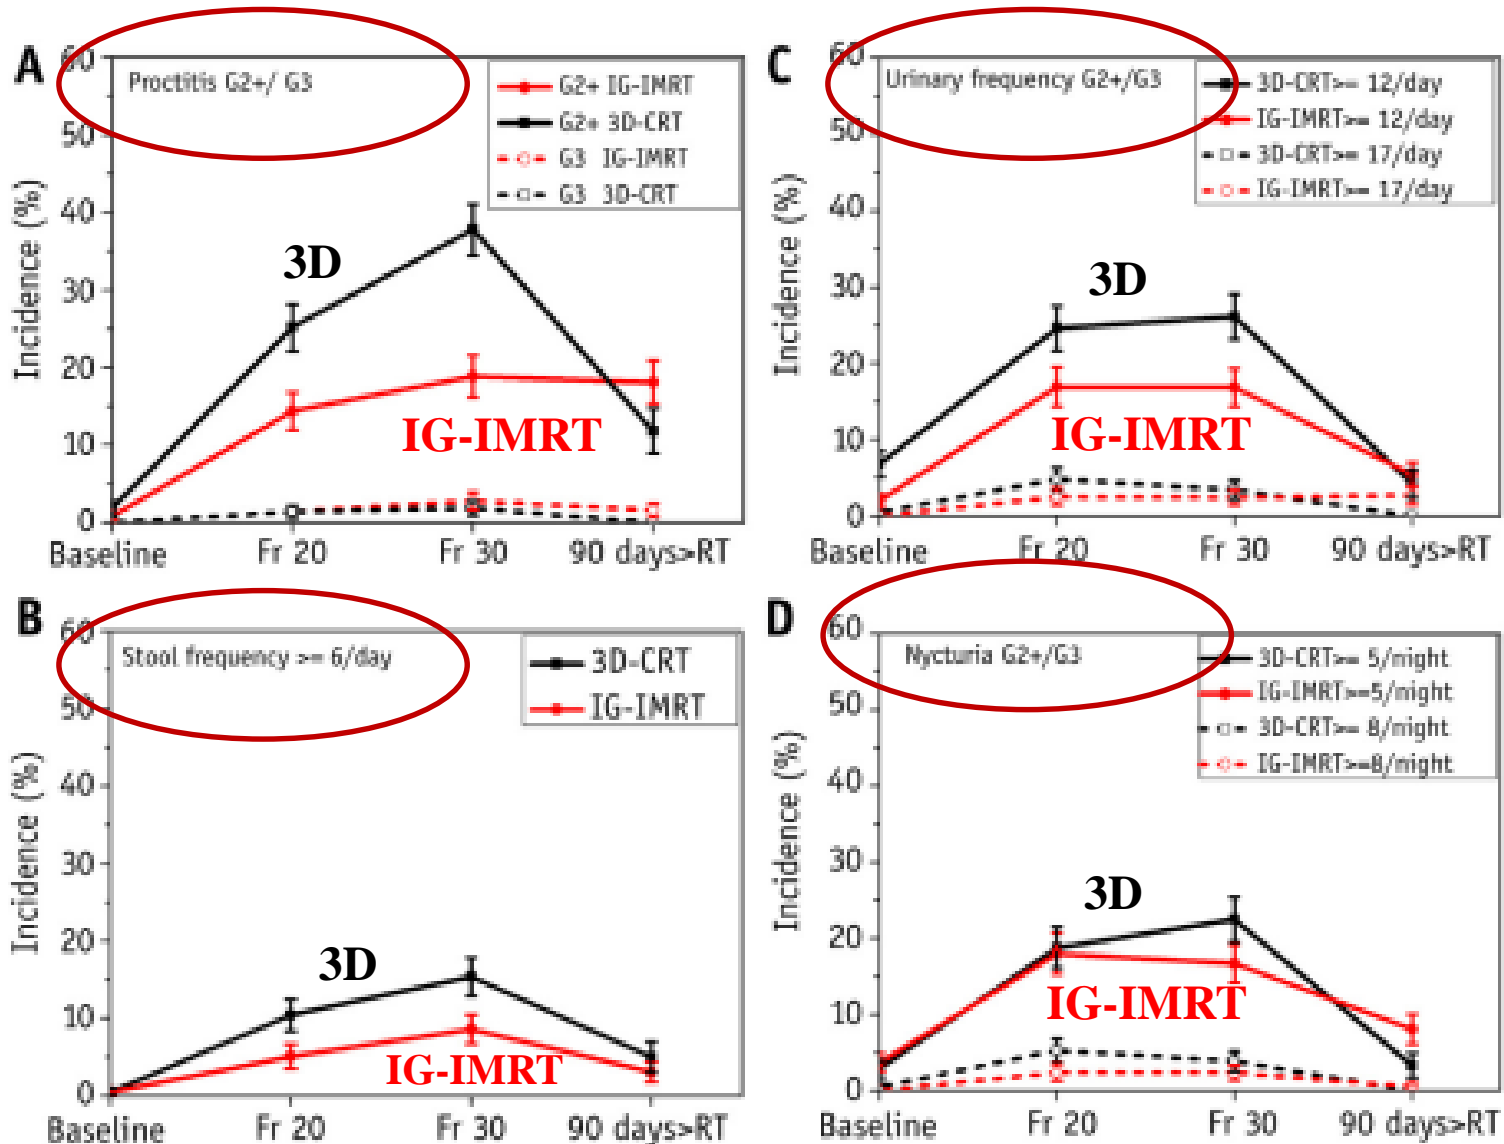 A
60
Proctitis G2+/ G3
G2+ IG-IMRT
G2+ 3D-CRT
G3 IG-IMRT
G3 3D-CRT
50
40
30
20
10
0
Incidence (%)
3D
IG-IMRT
Baseline Fr 20 Fr 30 90 days>RT
C
60
Urinary frequency G2+/G3
3D-CRT>= 12/day
IG-IMRT>= 12/day
3D-CRT>= 17/day
IG-IMRT>= 17/day
50
40
30
20
10
0
Incidence (%)
3D
IG-IMRT
Baseline Fr 20 Fr 30 90 days>RT
B
60
Stool frequency >= 6/day
3D-CRT
IG-IMRT
50
40
30
20
10
0
Incidence (%)
3D
IG-IMRT
Baseline Fr 20 Fr 30 90 days>RT
D
60
Nycturia G2+/G3
3D-CRT>= 5/night
IG-IMRT>=5/night
3D-CRT>= 8/night
IG-IMRT>=8/night
50
40
30
20
10
0
Incidence (%)
3D
IG-IMRT
Baseline Fr 20 Fr 30 90 days>RT